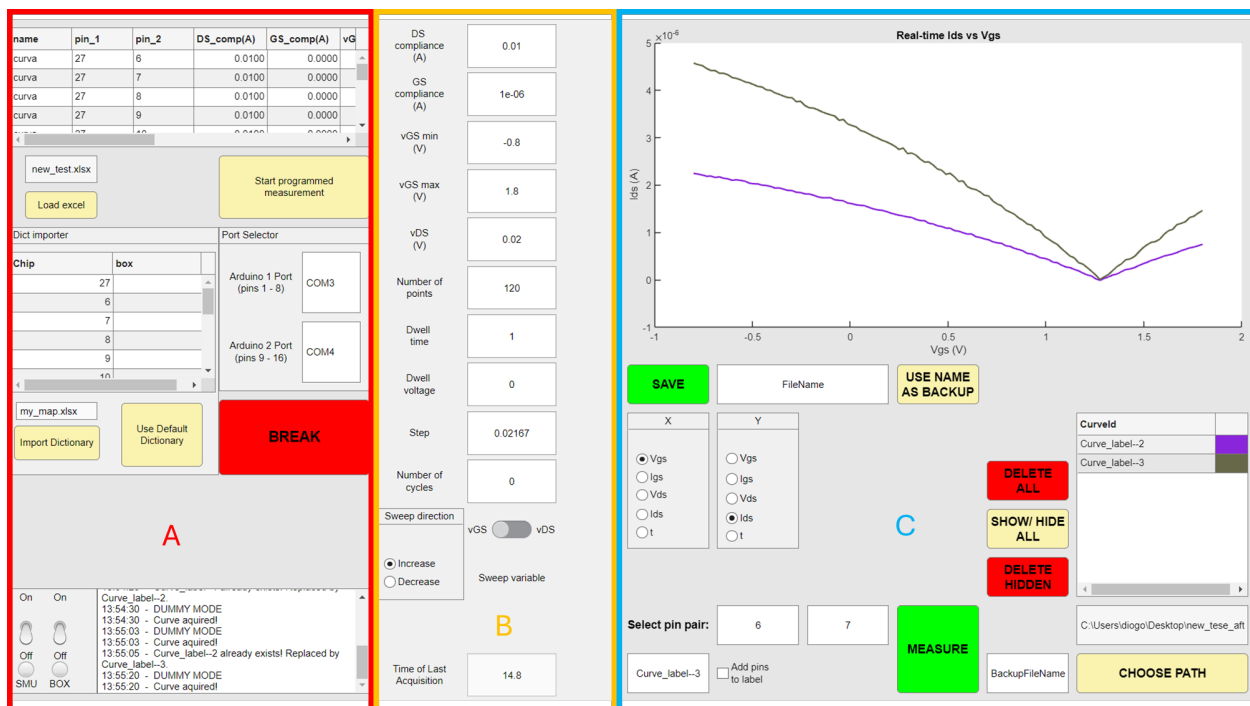 name pin_1 pin_2 DS_comp(A) GS_comp(A) vG
curva 27 6 0.0100 0.0000
curva 27 7 0.0100 0.0000
curva 27 8 0.0100 0.0000
curva 27 9 0.0100 0.0000
new_test.xlsx
Load excel
Start programmed
measurement
Dict importer
Chip box
27
6
7
8
9
10
my_map.xlsx
Import Dictionary
Use Default
Dictionary
Port Selector
Arduino 1 Port
(pins 1 - 8)
COM3
Arduino 2 Port
(pins 9 - 16)
COM4
BREAK
A
On On
Off Off
SMU BOX
already exists! Replaced by
Curve_label--2.
13:54:30 - DUMMY MODE
13:54:30 - Curve aquired!
13:55:03 - DUMMY MODE
13:55:03 - Curve aquired!
13:55:05 - Curve_label--2 already exists! Replaced by
Curve_label--3.
13:55:20 - DUMMY MODE
13:55:20 - Curve aquired!
DS
compliance
(A)
0.01
GS
compliance
(A)
1e-06
vGS min
(V)
-0.8
vGS max
(V)
1.8
vDS
(V)
0.02
Number of
points
120
Dwell
time
1
Dwell
voltage
0
Step
0.02167
Number of
cycles
0
Sweep direction
Increase
Decrease
vGS vDS
Sweep variable
B
Time of Last
Acquisition
14.8
Real-time Ids vs Vgs
×10-6
5
4
3
2
1
0
-1
Ids (A)
-1 -0.5 0 0.5 1 1.5 2
Vgs (V)
SAVE
FileName
USE NAME
AS BACKUP
X
Vgs
Igs
Vds
Ids
t
Y
Vgs
Igs
Vds
Ids
t
C
DELETE
ALL
SHOW/ HIDE
ALL
DELETE
HIDDEN
CurveId
Curve_label--2
Curve_label--3
Select pin pair:
6 7
MEASURE
C:\Users\diogo\Desktop\new_tese_aft
Curve_label--3
Add pins
to label
BackupFileName
CHOOSE PATH